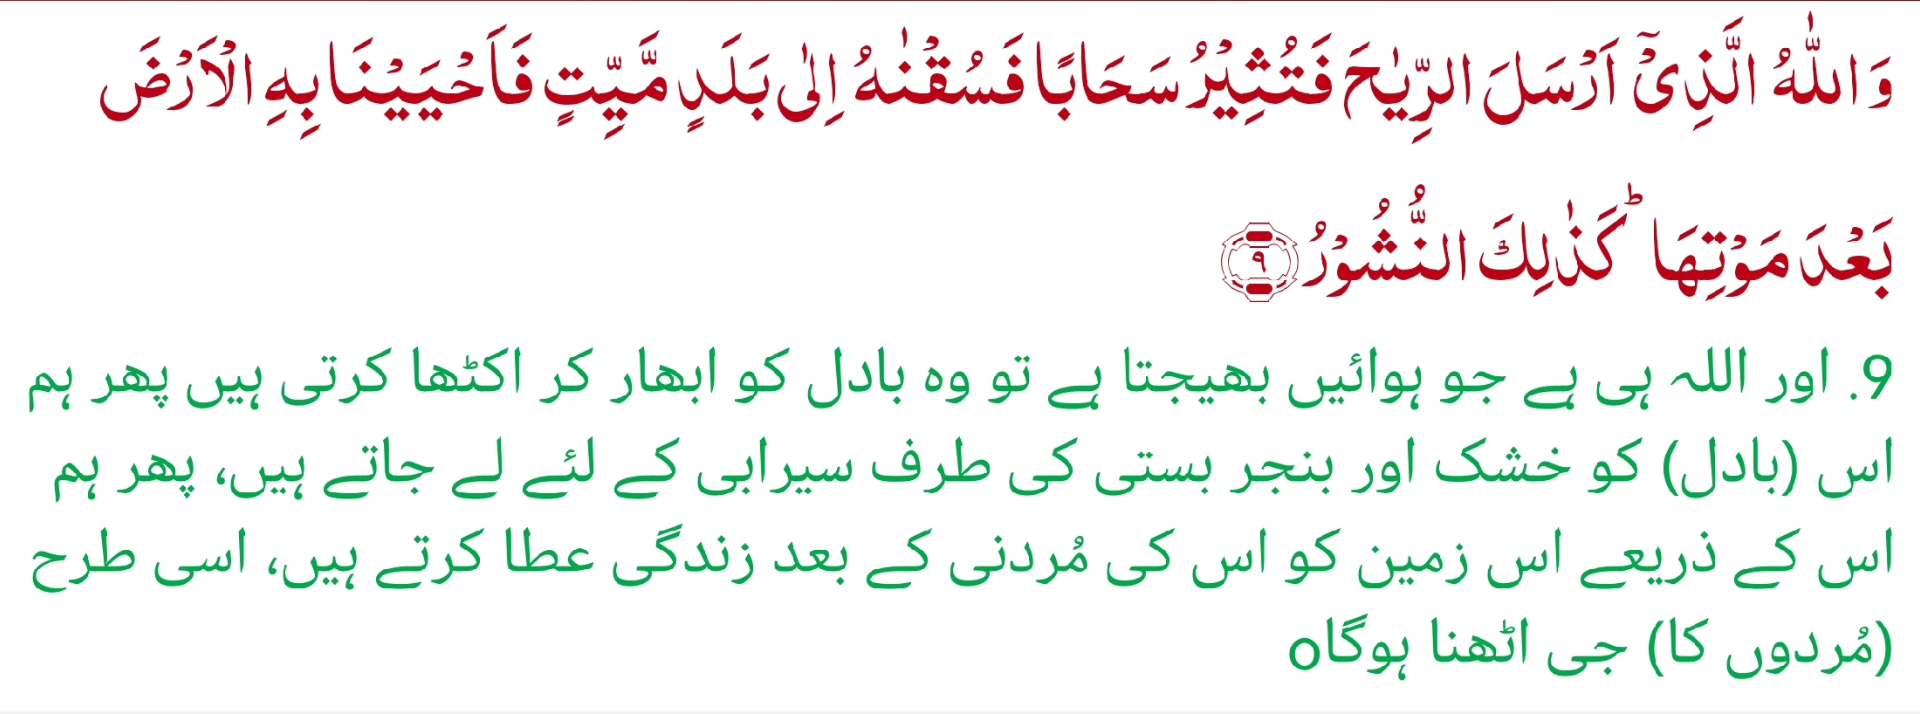 وَ اللّٰهُ الَّذِیْۤ اَرْسَلَ الرِّیٰحَ فَتُثِیْرُ سَحَابًا فَسُقْنٰهُ اِلٰی بَلَدٍ مَّیِّتٍ فَاَحْیَیْنَا بِهِ الْاَرْضَ
بَعْدَ مَوْتِهَا ؕ كَذٰلِكَ النُّشُوْرُ ۹
9. اور اللہ ہی ہے جو ہوائیں بھیجتا ہے تو وہ بادل کو ابھار کر اکٹھا کرتی ہیں پھر ہم
اس (بادل) کو خشک اور بنجر بستی کی طرف سیرابی کے لئے لے جاتے ہیں، پھر ہم
اس کے ذریعے اس زمین کو اس کی مُردنی کے بعد زندگی عطا کرتے ہیں، اسی طرح
(مُردوں کا) جی اٹھنا ہوگاo